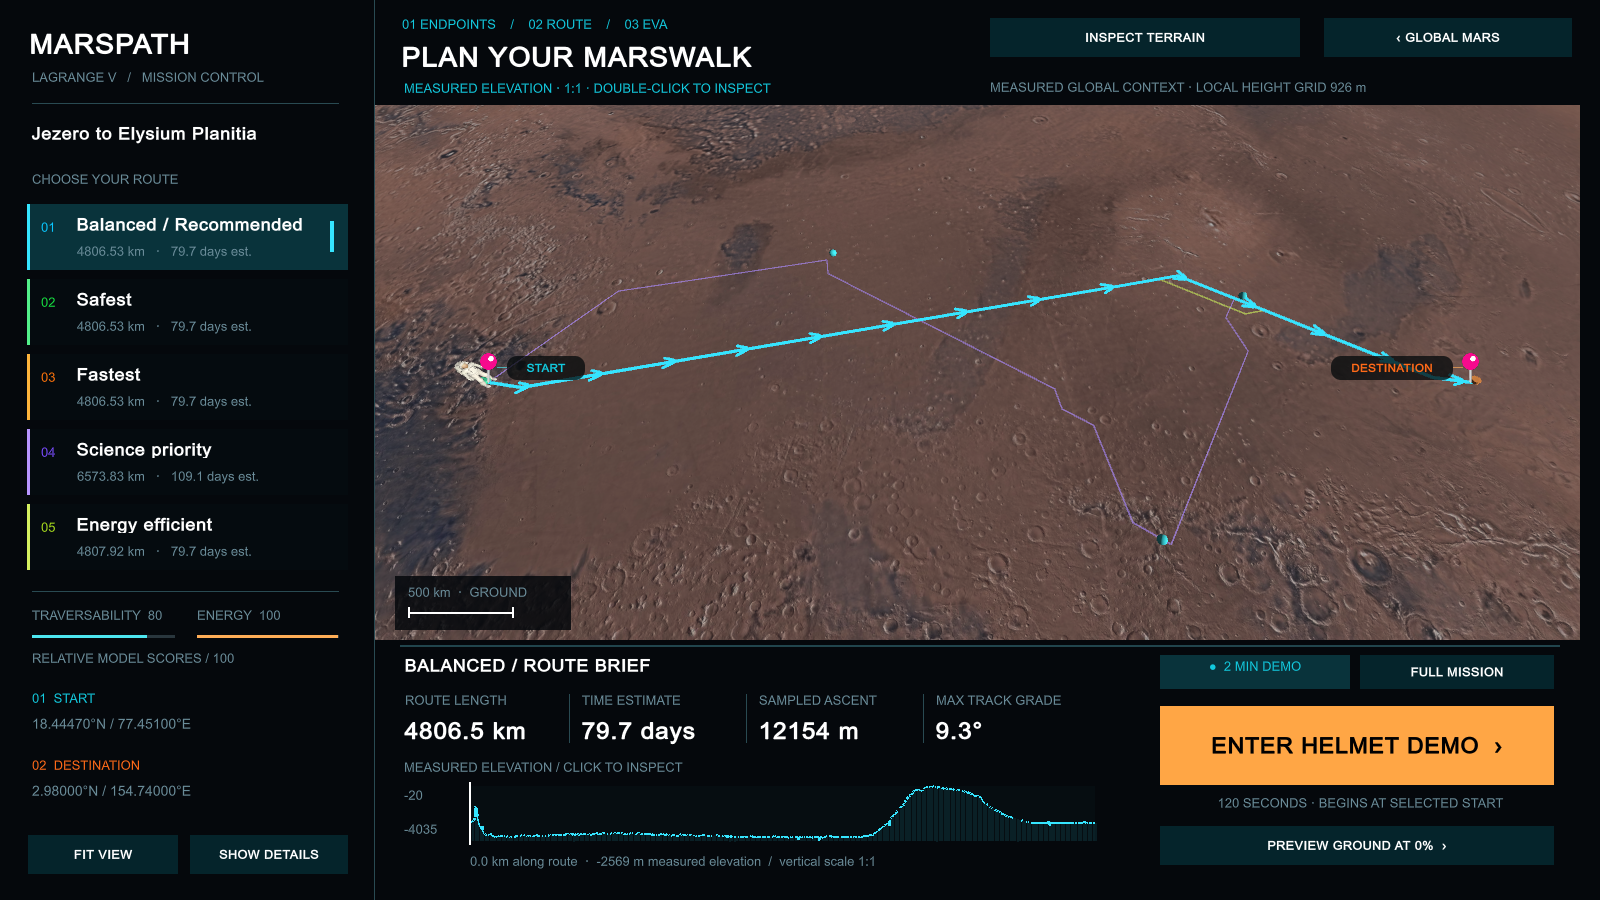 MARSPATH
LAGRANGE V / MISSION CONTROL
Jezero to Elysium Planitia
CHOOSE YOUR ROUTE
01 Balanced / Recommended
4806.53 km · 79.7 days est.
02 Safest
4806.53 km · 79.7 days est.
03 Fastest
4806.53 km · 79.7 days est.
04 Science priority
6573.83 km · 109.1 days est.
05 Energy efficient
4807.92 km · 79.7 days est.
TRAVERSABILITY 80 ENERGY 100
RELATIVE MODEL SCORES / 100
01 START
18.44470°N / 77.45100°E
02 DESTINATION
2.98000°N / 154.74000°E
FIT VIEW SHOW DETAILS
01 ENDPOINTS / 02 ROUTE / 03 EVA
PLAN YOUR MARSWALK
MEASURED ELEVATION · 1:1 · DOUBLE-CLICK TO INSPECT
INSPECT TERRAIN ‹ GLOBAL MARS
MEASURED GLOBAL CONTEXT · LOCAL HEIGHT GRID 926 m
START
DESTINATION
500 km · GROUND
BALANCED / ROUTE BRIEF
ROUTE LENGTH TIME ESTIMATE SAMPLED ASCENT MAX TRACK GRADE
4806.5 km 79.7 days 12154 m 9.3°
MEASURED ELEVATION / CLICK TO INSPECT
-20
-4035
0.0 km along route · -2569 m measured elevation / vertical scale 1:1
● 2 MIN DEMO FULL MISSION
ENTER HELMET DEMO ›
120 SECONDS · BEGINS AT SELECTED START
PREVIEW GROUND AT 0% ›